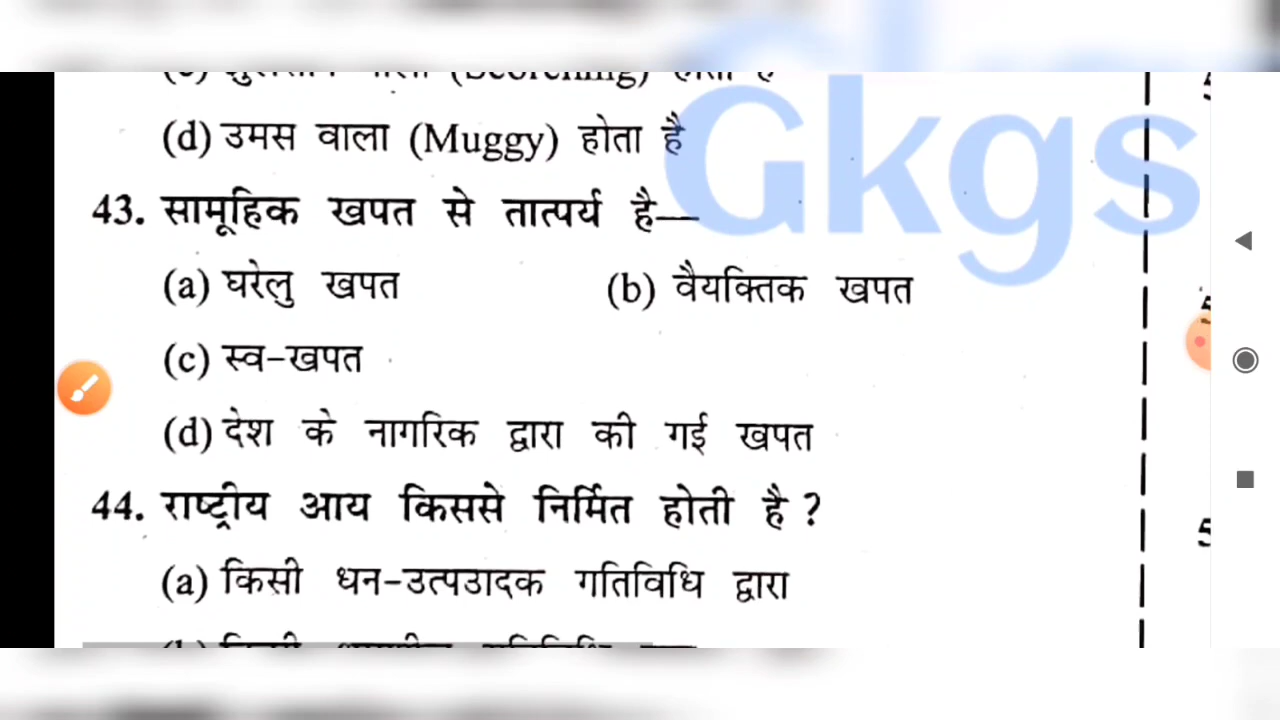 (Scorching) होता है
(d) उमस वाला (Muggy) होता है
Gkgs
43. सामूहिक खपत से तात्पर्य है—
(a) घरेलु खपत (b) वैयक्तिक खपत
(c) स्व-खपत
(d) देश के नागरिक द्वारा की गई खपत
44. राष्ट्रीय आय किससे निर्मित होती है ?
(a) किसी धन-उत्पउादक गतिविधि द्वारा